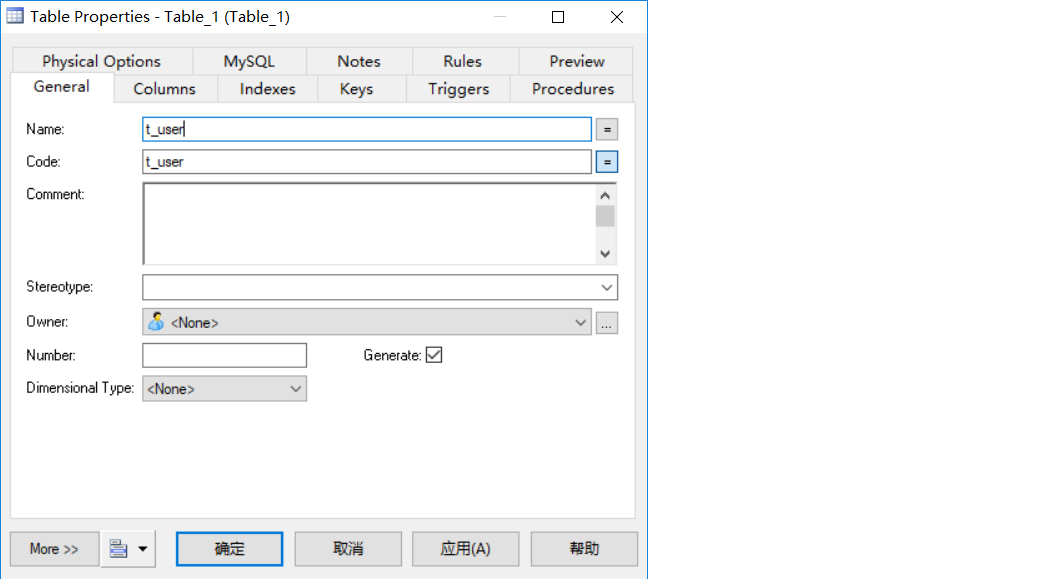 Table Properties - Table_1 (Table_1)
Physical Options MySQL Notes Rules Preview
General Columns Indexes Keys Triggers Procedures
Name: t_user =
Code: t_user =
Comment:
Stereotype:
Owner: <None> ...
Number: Generate:
Dimensional Type: <None>
More >> 确定 取消 应用(A) 帮助